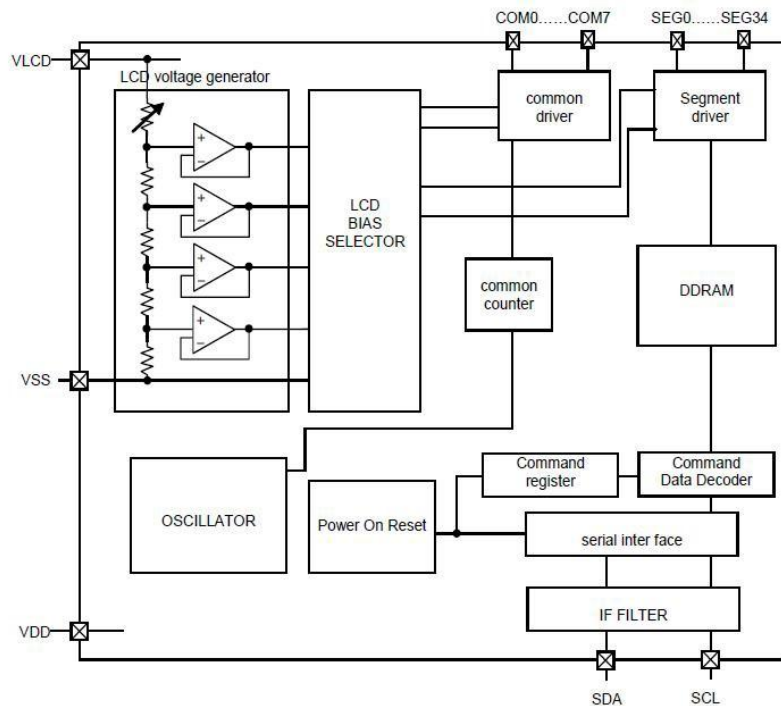 COM0......COM7
SEG0......SEG34
VLCD
LCD voltage generator
common
driver
Segment
driver
+
−
+
−
+
−
+
−
LCD
BIAS
SELECTOR
common
counter
DDRAM
VSS
OSCILLATOR
Power On Reset
Command
register
Command
Data Decoder
serial inter face
IF FILTER
VDD
SDA
SCL